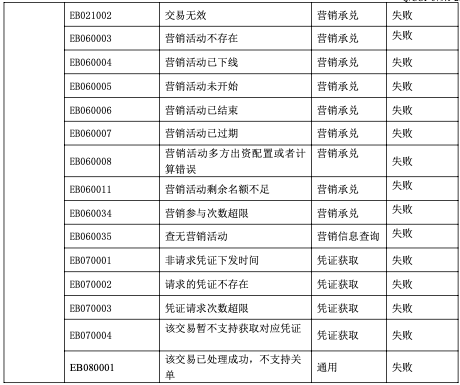 EB021002 交易无效 营销承兑 失败
EB060003 营销活动不存在 营销承兑 失败
EB060004 营销活动已下线 营销承兑 失败
EB060005 营销活动未开始 营销承兑 失败
EB060006 营销活动已结束 营销承兑 失败
EB060007 营销活动已过期 营销承兑 失败
EB060008 营销活动多方出资配置或者计 营销承兑 失败
算错误
EB060011 营销活动剩余名额不足 营销承兑 失败
EB060034 营销参与次数超限 营销承兑 失败
EB060035 查无营销活动 营销信息查询 失败
EB070001 非请求凭证下发时间 凭证获取 失败
EB070002 请求的凭证不存在 凭证获取 失败
EB070003 凭证请求次数超限 凭证获取 失败
EB070004 该交易暂不支持获取对应凭证 凭证获取 失败
EB080001 该交易已处理成功，不支持关 通用 失败
单